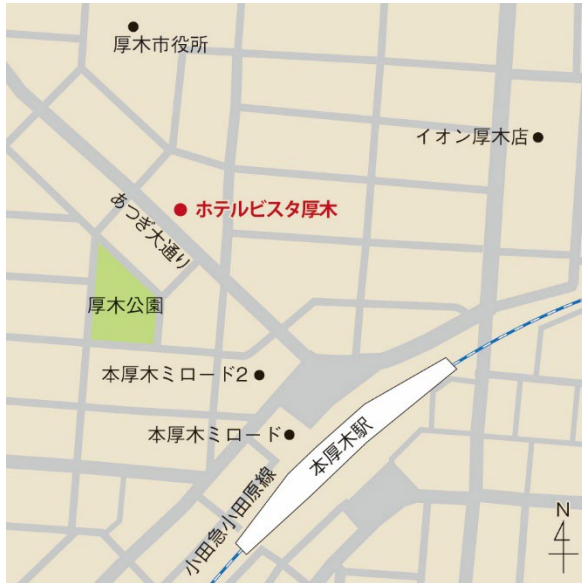 厚木市役所
イオン厚木店
ホテルビスタ厚木
あつぎ大通り
厚木公園
本厚木ミロード2
本厚木ミロード
本厚木駅
小田急小田原線
N